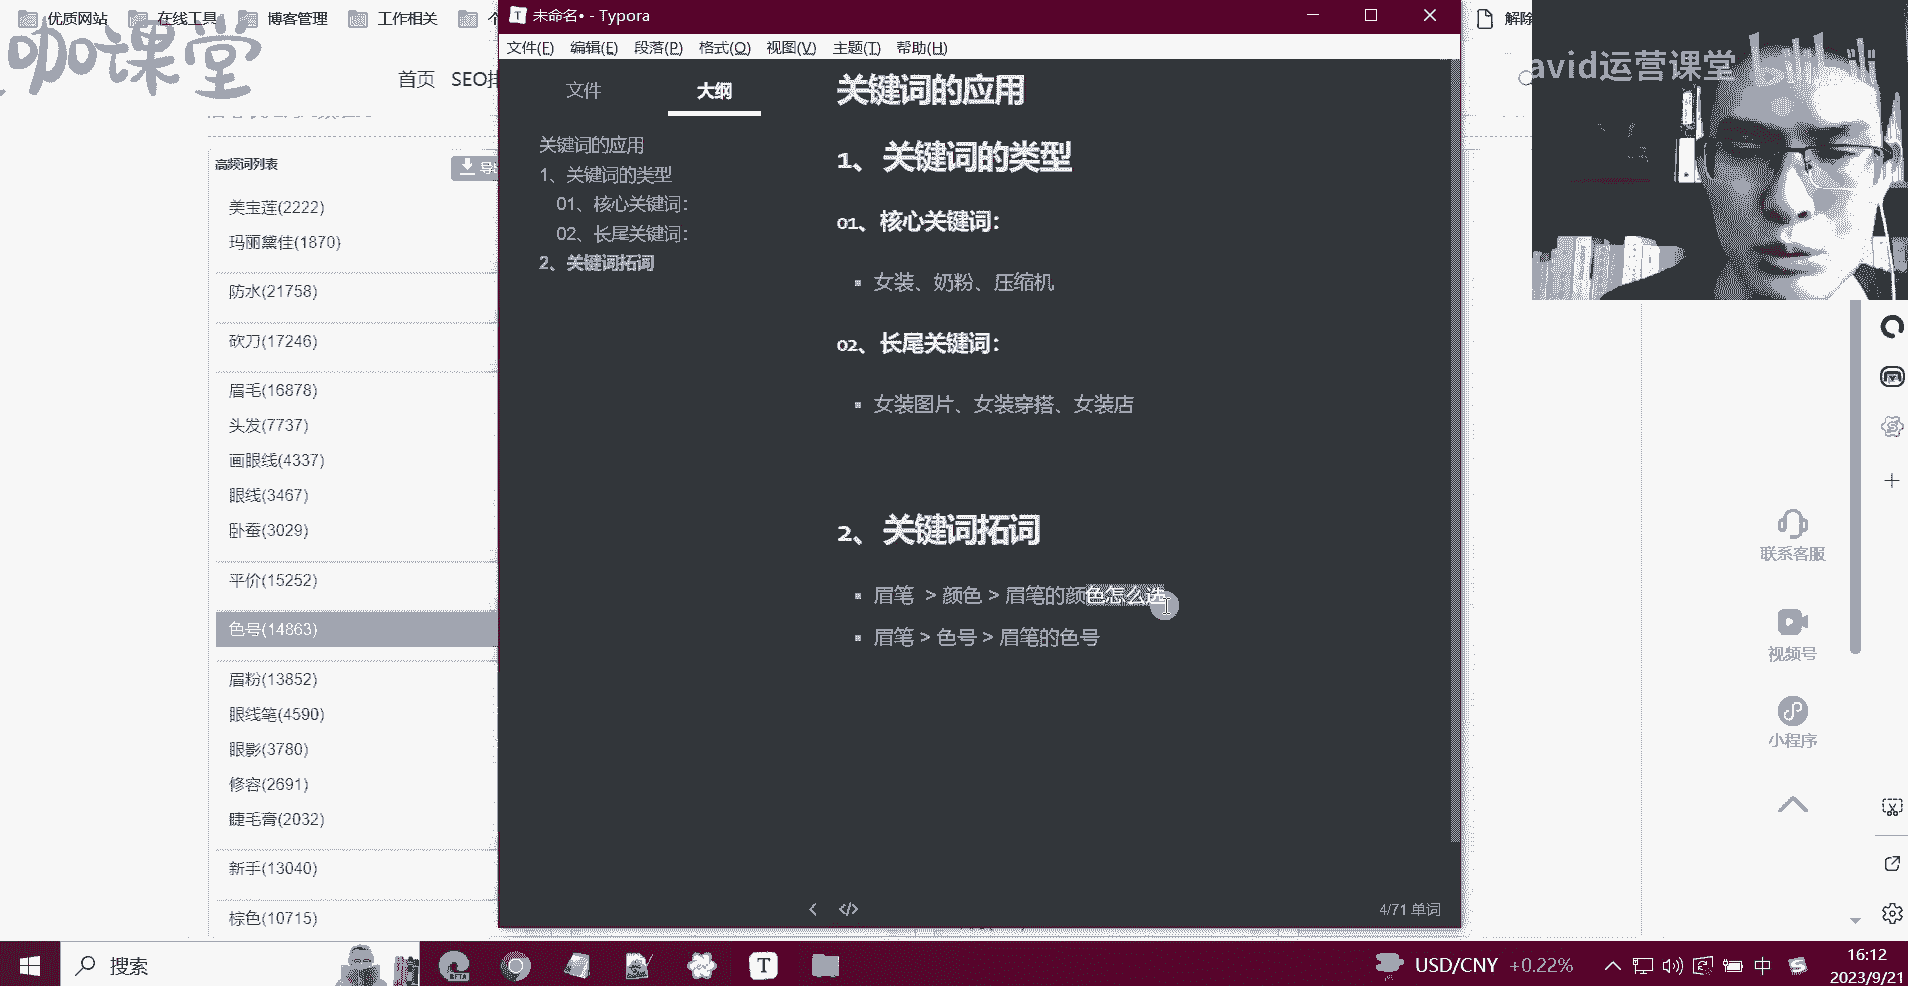 优质网站
在线工具
博客管理
工作相关
咖课堂
首页 SEO
高频词列表
导
美宝莲(2222)
玛丽黛佳(1870)
防水(21758)
砍刀(17246)
眉毛(16878)
头发(7737)
画眼线(4337)
眼线(3467)
卧蚕(3029)
平价(15252)
色号(14863)
眉粉(13852)
眼线笔(4590)
眼影(3780)
修容(2691)
睫毛膏(2032)
新手(13040)
棕色(10715)
T 未命名• - Typora
文件(F) 编辑(E) 段落(P) 格式(O) 视图(V) 主题(T) 帮助(H)
文件 大纲
关键词的应用
1、关键词的类型
01、核心关键词：
02、长尾关键词：
2、关键词拓词
关键词的应用
1、关键词的类型
01、核心关键词：
女装、奶粉、压缩机
02、长尾关键词：
女装图片、女装穿搭、女装店
2、关键词拓词
眉笔 > 颜色 > 眉笔的颜色怎么选
眉笔 > 色号 > 眉笔的色号
4/71 单词
解除
avid运营课堂
联系客服
视频号
小程序
搜索
BETA
T
USD/CNY +0.22%
中
16:12
2023/9/21